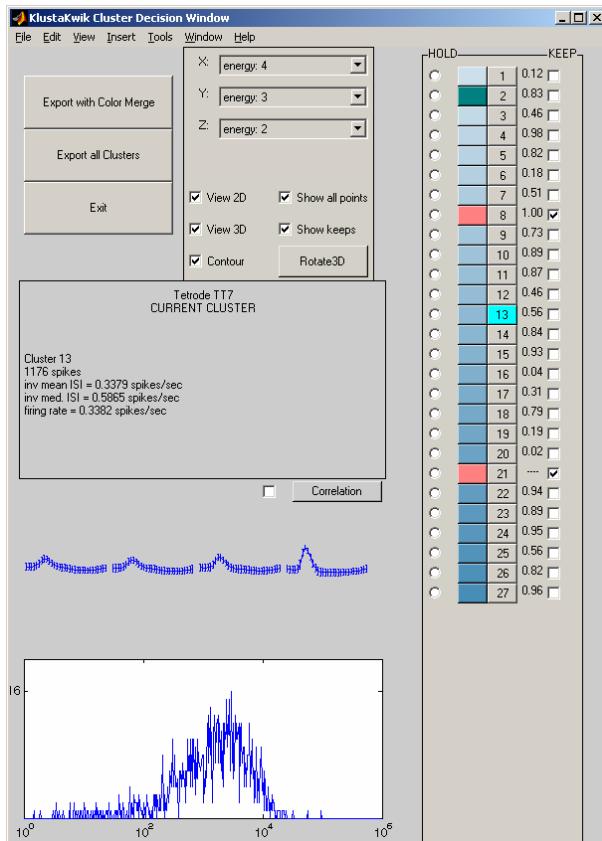 KlustaKwik Cluster Decision Window
File Edit View Insert Tools Window Help
Export with Color Merge
Export all Clusters
Exit
X: energy: 4
Y: energy: 3
Z: energy: 2
View 2D Show all points
View 3D Show keeps
Contour Rotate3D
Tetrode TT7
CURRENT CLUSTER
Cluster 13
1176 spikes
inv mean ISI = 0.3379 spikes/sec
inv med. ISI = 0.5865 spikes/sec
firing rate = 0.3382 spikes/sec
Correlation
16
10^0 10^2 10^4 10^6
HOLD KEEP
1 0.12
2 0.83
3 0.46
4 0.98
5 0.82
6 0.18
7 0.51
8 1.00
9 0.73
10 0.89
11 0.87
12 0.46
13 0.56
14 0.84
15 0.93
16 0.04
17 0.31
18 0.79
19 0.19
20 0.02
21 ----
22 0.94
23 0.89
24 0.95
25 0.56
26 0.82
27 0.96